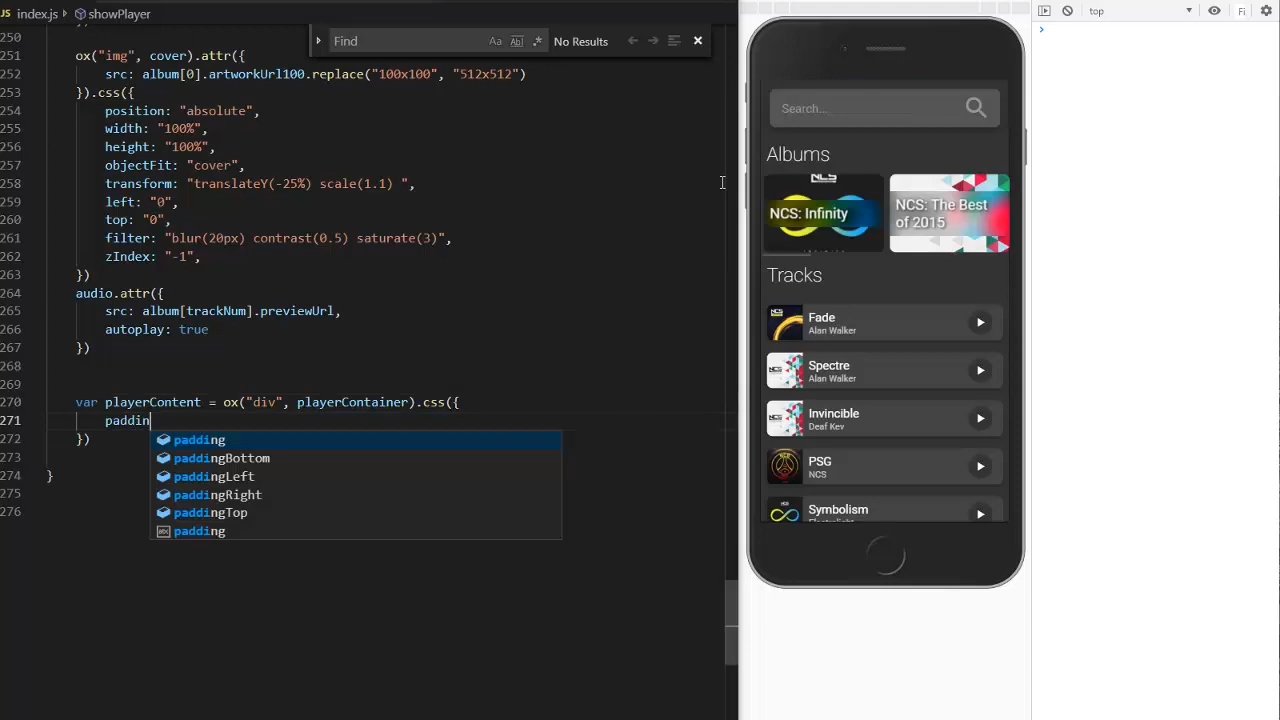 JS index.js > showPlayer
250
251 ox("img", cover).attr({
252 src: album[0].artworkUrl100.replace("100x100", "512x512")
253 }).css({
254 position: "absolute",
255 width: "100%",
256 height: "100%",
257 objectFit: "cover",
258 transform: "translateY(-25%) scale(1.1) ",
259 left: "0",
260 top: "0",
261 filter: "blur(20px) contrast(0.5) saturate(3)",
262 zIndex: "-1",
263 })
264 audio.attr({
265 src: album[trackNum].previewUrl,
266 autoplay: true
267 })
268
269
270 var playerContent = ox("div", playerContainer).css({
271 paddin
272 })
273
274 }
275
276
padding
paddingBottom
paddingLeft
paddingRight
paddingTop
abc padding
Find Aa Abl .* No Results
Search...
Albums
NCS: Infinity
NCS: The Best
of 2015
Tracks
Fade
Alan Walker
Spectre
Alan Walker
Invincible
Deaf Kev
PSG
NCS
Symbolism
Electrolight
top Fi